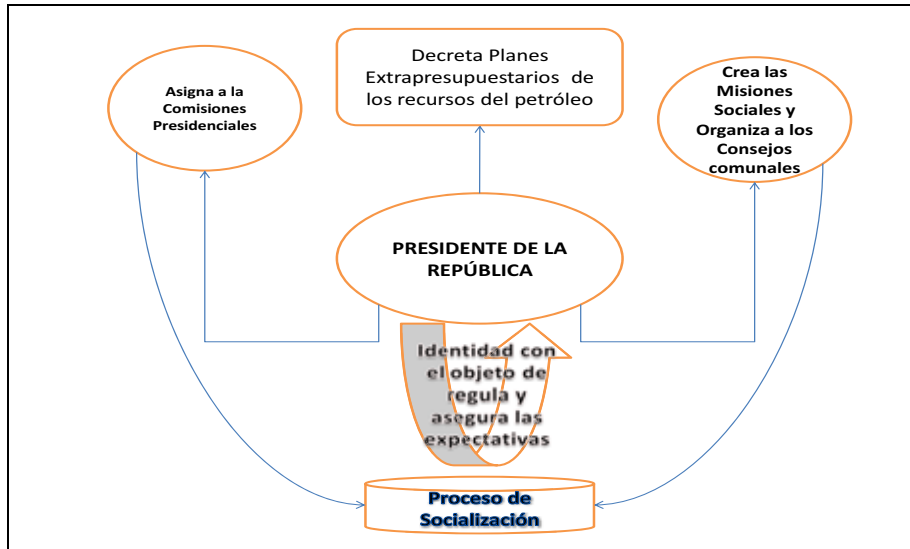 Asigna a la
Comisiones
Presidenciales
Decreta Planes
Extrapresupuestarios de
los recursos del petróleo
Crea las
Misiones
Sociales y
Organiza a los
Consejos
comunales
PRESIDENTE DE LA
REPÚBLICA
Identidad con
el objeto de
regula y
asegura las
expectativas
Proceso de
Socialización